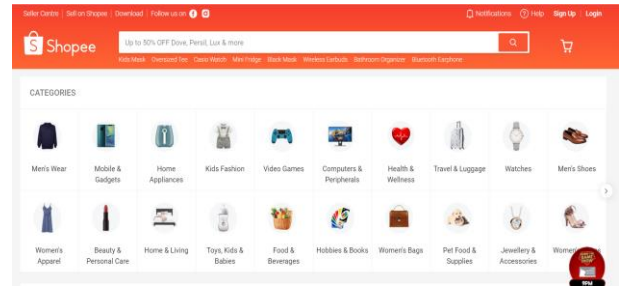 Seller Centre | Sell on Shopee | Download | Follow us on
Notifications Help Sign Up | Login
Shopee
Up to 50% OFF Dove, Persil, Lux & more
Kids Mask Oversized Tee Casio Watch Mini Fridge Black Mask Wireless Earbuds Bathroom Organizer Bluetooth Earphone
CATEGORIES
Men's Wear
Mobile & Gadgets
Home Appliances
Kids Fashion
Video Games
Computers & Peripherals
Health & Wellness
Travel & Luggage
Watches
Men's Shoes
Women's Apparel
Beauty & Personal Care
Home & Living
Toys, Kids & Babies
Food & Beverages
Hobbies & Books
Women's Bags
Pet Food & Supplies
Jewellery & Accessories